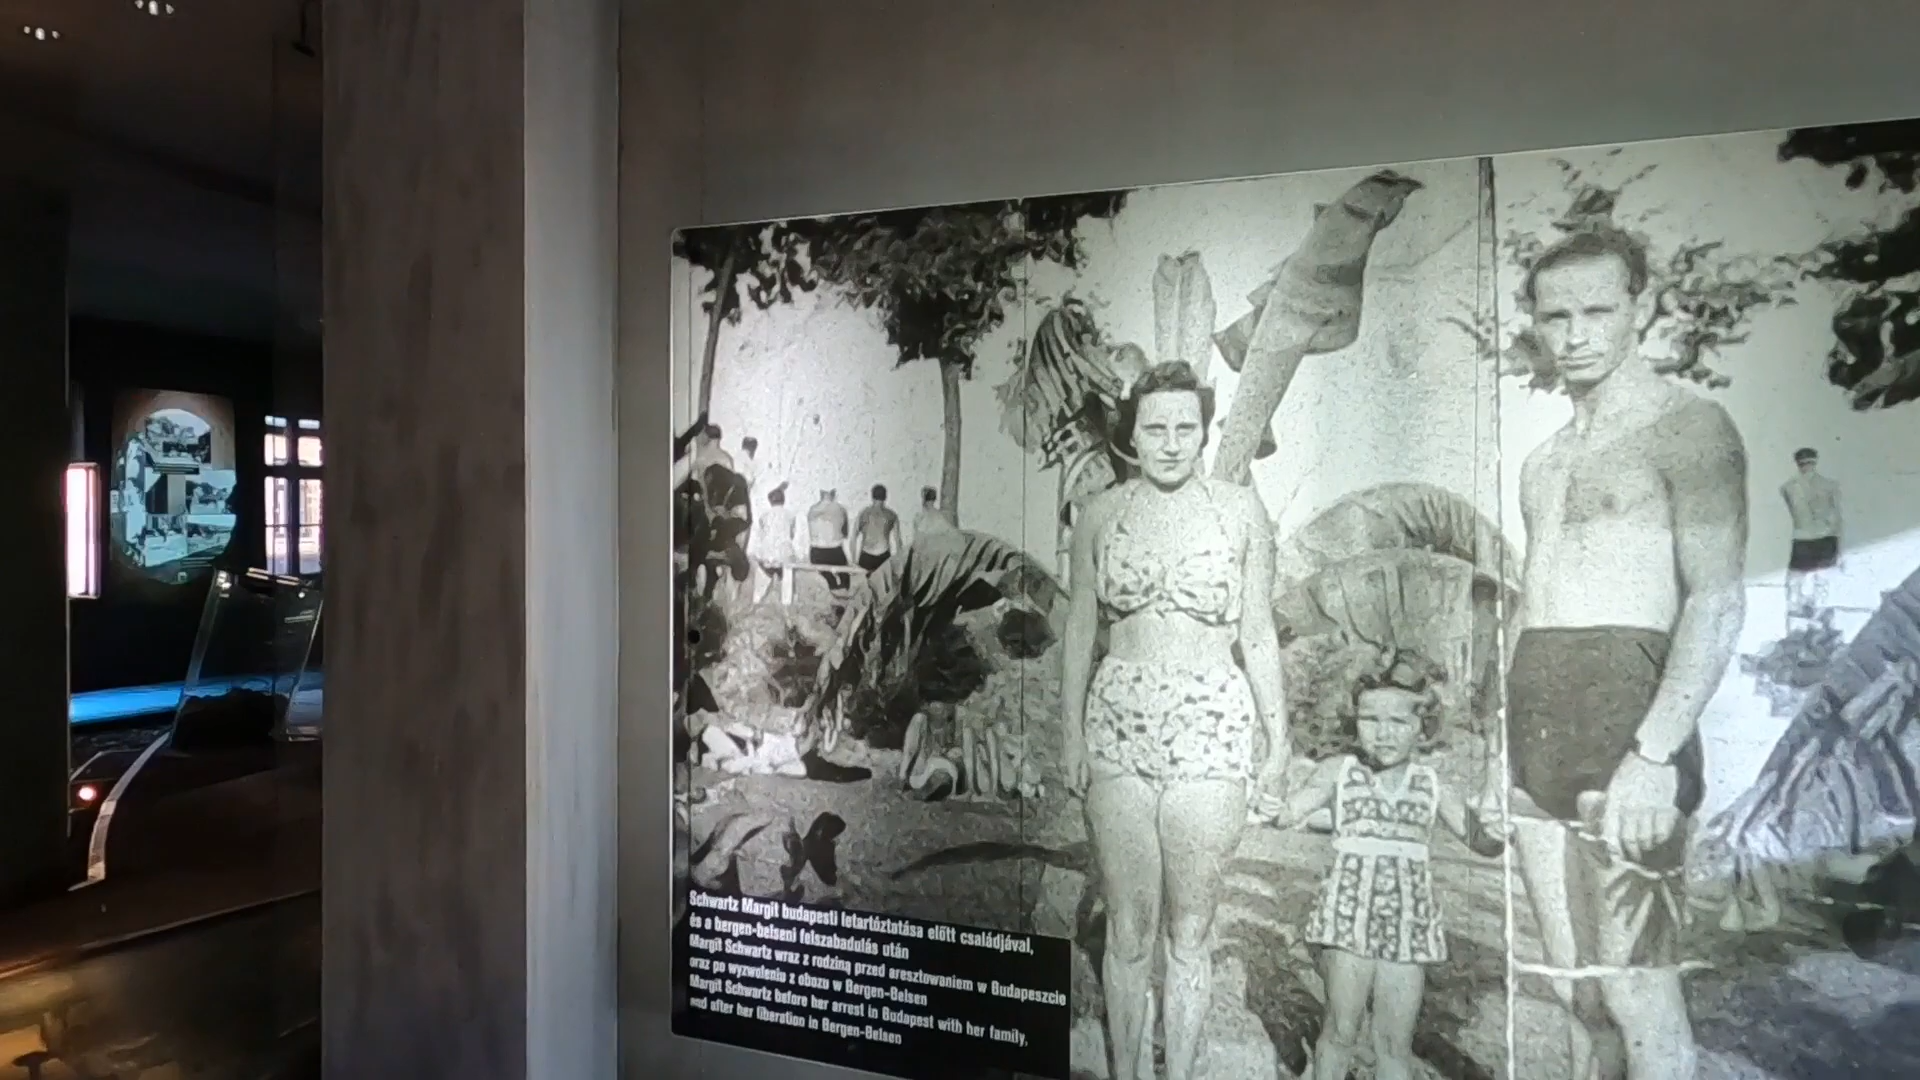 Schwartz Margit budapesti letartóztatása előtt családjával,
és a bergen-belseni felszabadulás után
Margit Schwartz wraz z rodziną przed aresztowaniem w Budapeszcie
oraz po wyzwoleniu z obozu w Bergen-Belsen
Margit Schwartz before her arrest in Budapest with her family,
and after her liberation in Bergen-Belsen